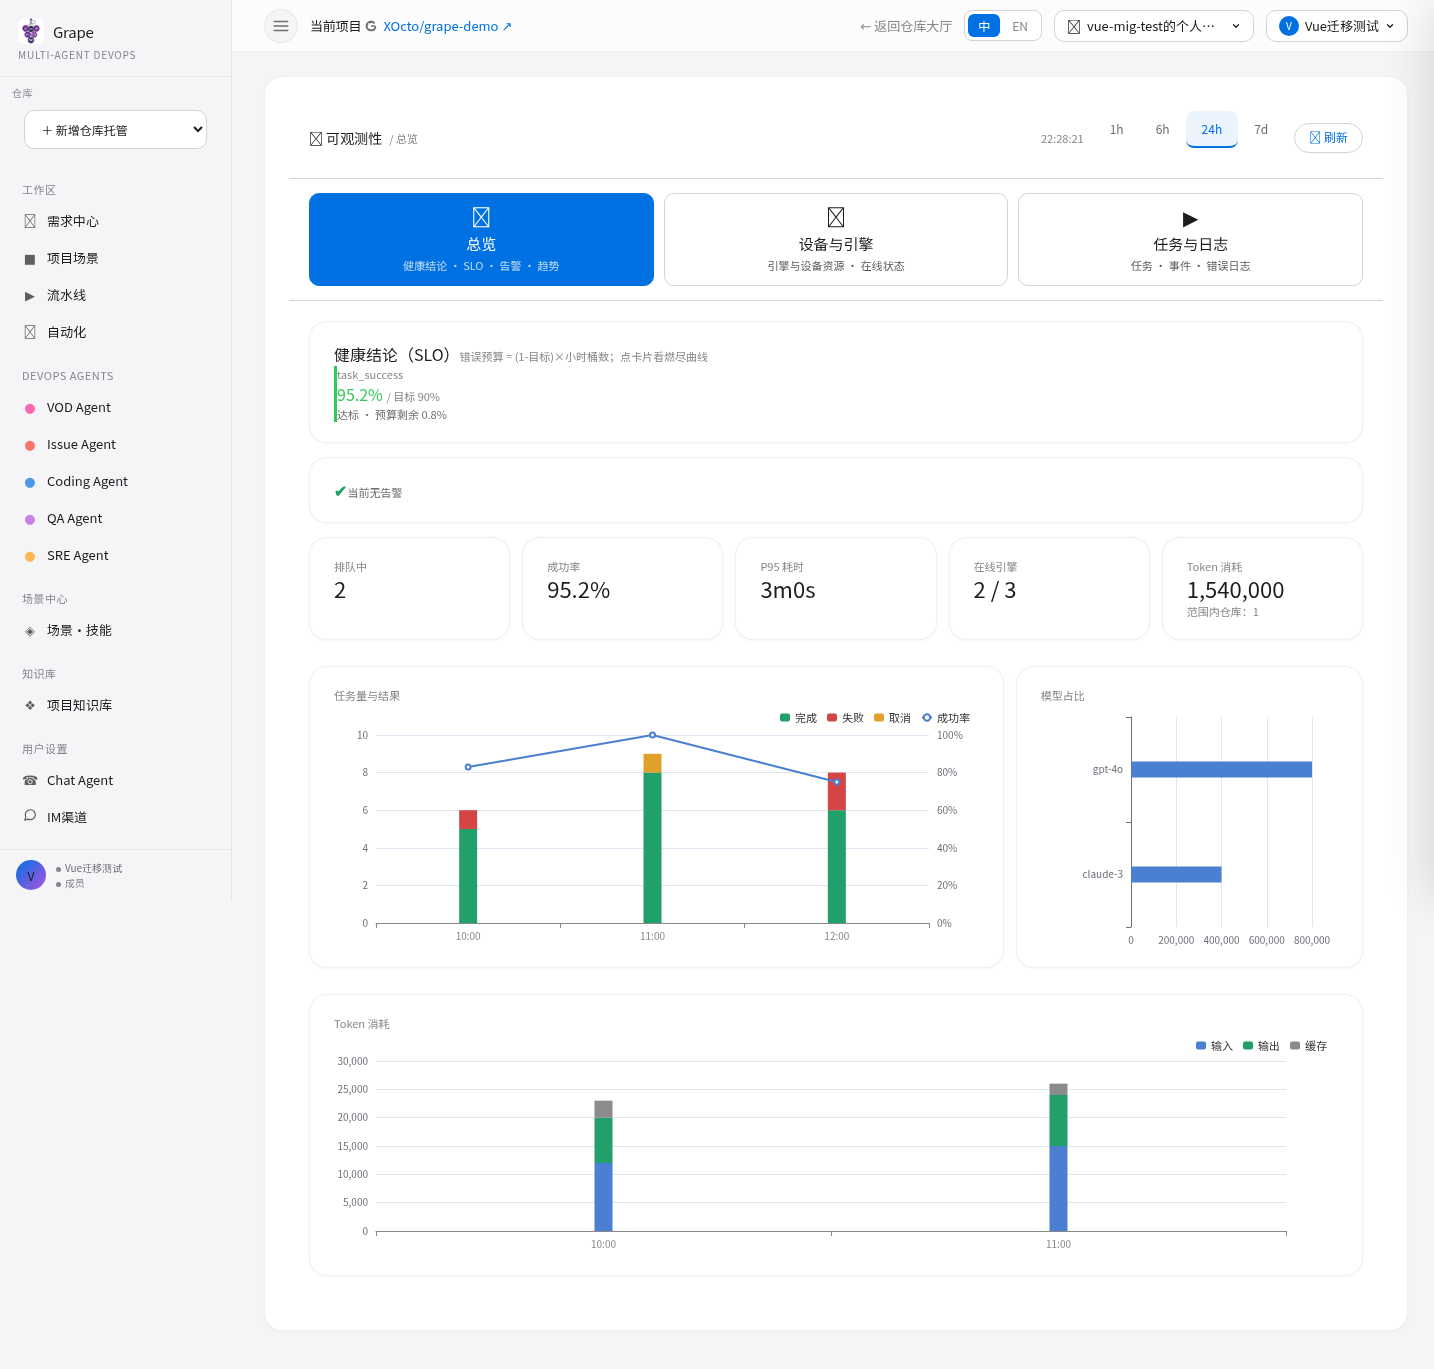 Grape
MULTI-AGENT DEVOPS
仓库
＋ 新增仓库托管
工作区
需求中心
■ 项目场景
▶ 流水线
自动化
DEVOPS AGENTS
VOD Agent
Issue Agent
Coding Agent
QA Agent
SRE Agent
场景中心
◈ 场景・技能
知识库
❖ 项目知识库
用户设置
☎ Chat Agent
IM渠道
V
Vue迁移测试
成员
当前项目 G XOcto/grape-demo ↗
← 返回仓库大厅
中 EN
vue-mig-test的个人…
V Vue迁移测试
可观测性 / 总览
22:28:21
1h 6h 24h 7d
刷新
总览
健康结论 · SLO · 告警 · 趋势
设备与引擎
引擎与设备资源 · 在线状态
▶
任务与日志
任务 · 事件 · 错误日志
健康结论（SLO） 错误预算 = (1-目标)×小时桶数；点卡片看燃尽曲线
task_success
95.2% / 目标 90%
达标 · 预算剩余 0.8%
✔ 当前无告警
排队中
2
成功率
95.2%
P95 耗时
3m0s
在线引擎
2 / 3
Token 消耗
1,540,000
范围内仓库：1
任务量与结果
完成 失败 取消 成功率
10
8
6
4
2
0
100%
80%
60%
40%
20%
0%
10:00 11:00 12:00
模型占比
gpt-4o
claude-3
0 200,000 400,000 600,000 800,000
Token 消耗
输入 输出 缓存
30,000
25,000
20,000
15,000
10,000
5,000
0
10:00 11:00